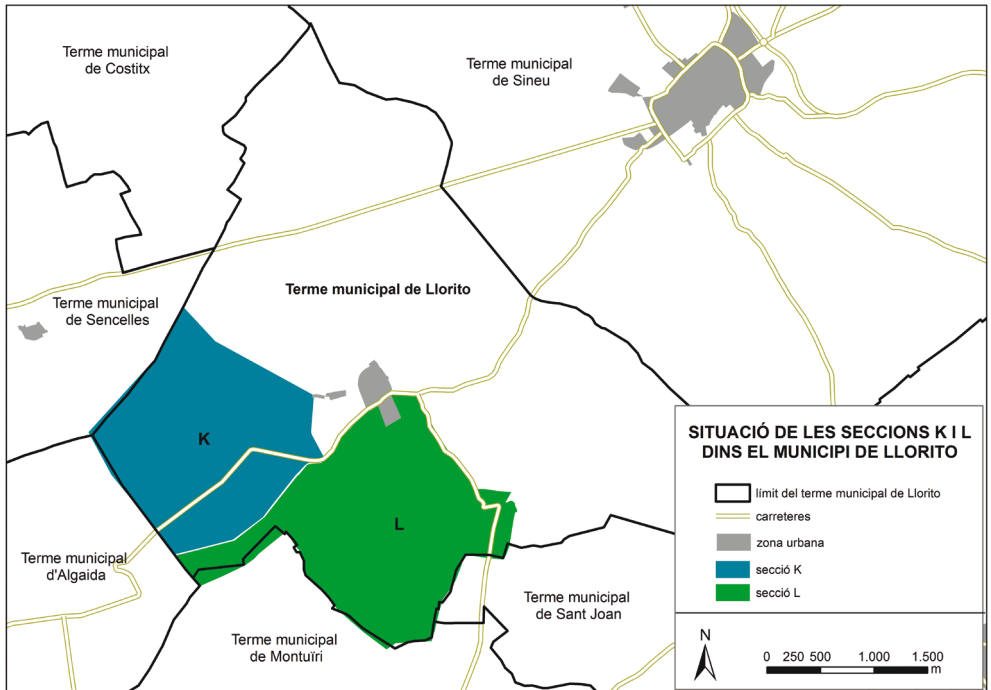 Terme municipal
de Costitx
Terme municipal
de Sineu
Terme municipal de Llorito
Terme municipal
de Sencelles
K
L
Terme municipal
d'Algaida
Terme municipal
de Montuïri
Terme municipal
de Sant Joan
SITUACIÓ DE LES SECCIONS K I L
DINS EL MUNICIPI DE LLORITO
límit del terme municipal de Llorito
carreteres
zona urbana
secció K
secció L
N
0 250 500 1.000 1.500
m